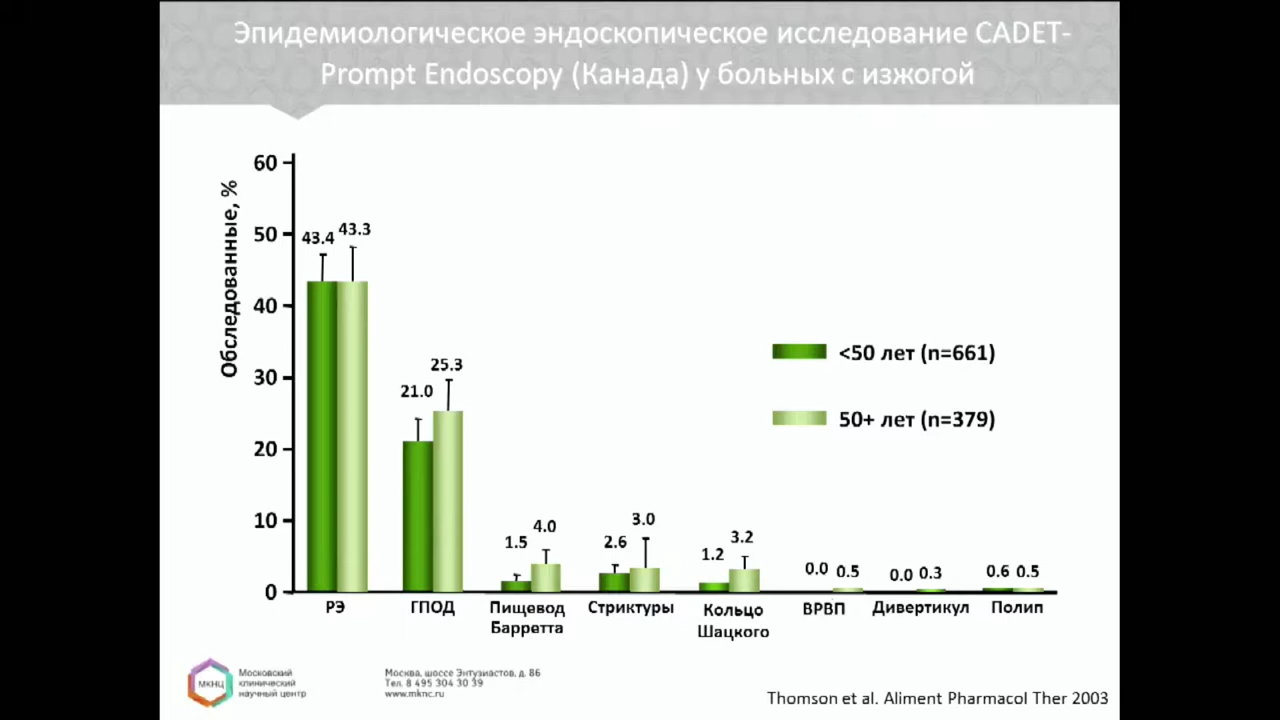 Эпидемиологическое эндоскопическое исследование CADET-
Prompt Endoscopy (Канада) у больных с изжогой
Обследованные, %
60
50
40
30
20
10
0
43.4 43.3
21.0 25.3
1.5 4.0
2.6 3.0
1.2 3.2
0.0 0.5
0.0 0.3
0.6 0.5
<50 лет (n=661)
50+ лет (n=379)
РЭ
ГПОД
Пищевод
Барретта
Стриктуры
Кольцо
Шацкого
ВРВП
Дивертикул
Полип
МКНЦ
Московский
клинический
научный центр
Москва, шоссе Энтузиастов, д. 86
Тел. 8 495 304 30 39
www.mknc.ru
Thomson et al. Aliment Pharmacol Ther 2003